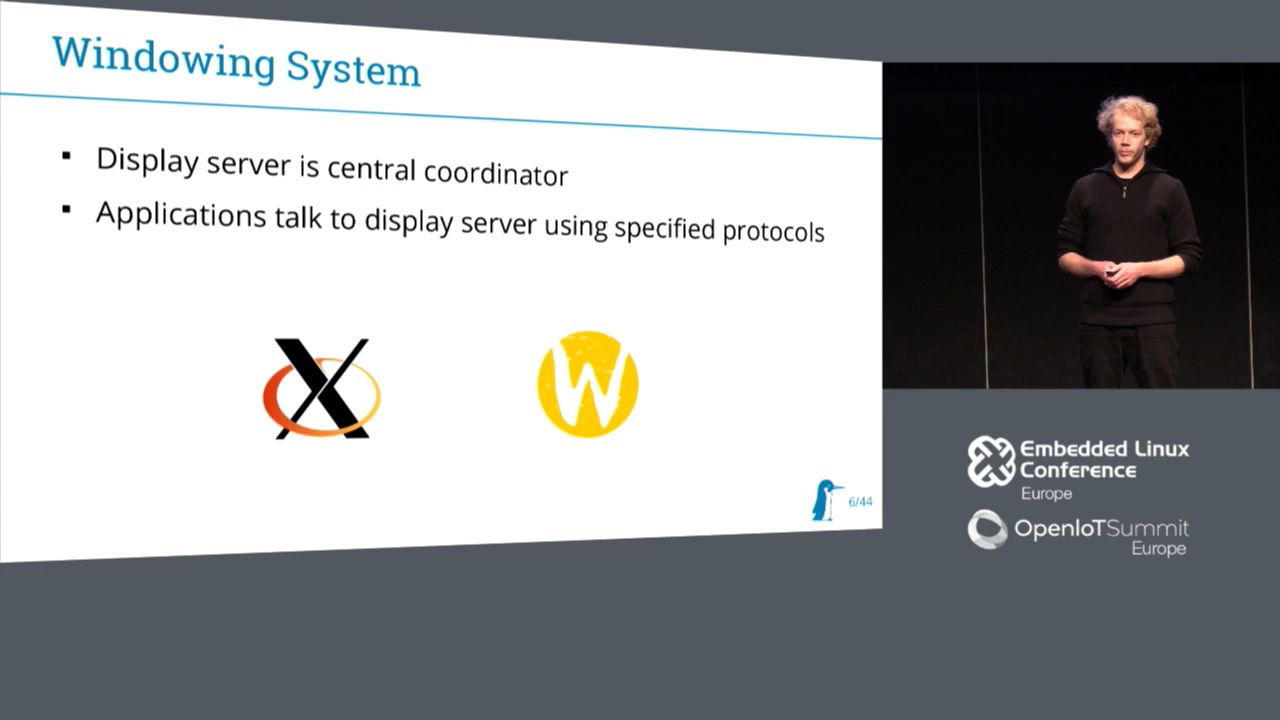 Windowing System
▪ Display server is central coordinator
▪ Applications talk to display server using specified protocols
X
W
6/44
Embedded Linux
Conference
Europe
OpenIoTSummit
Europe